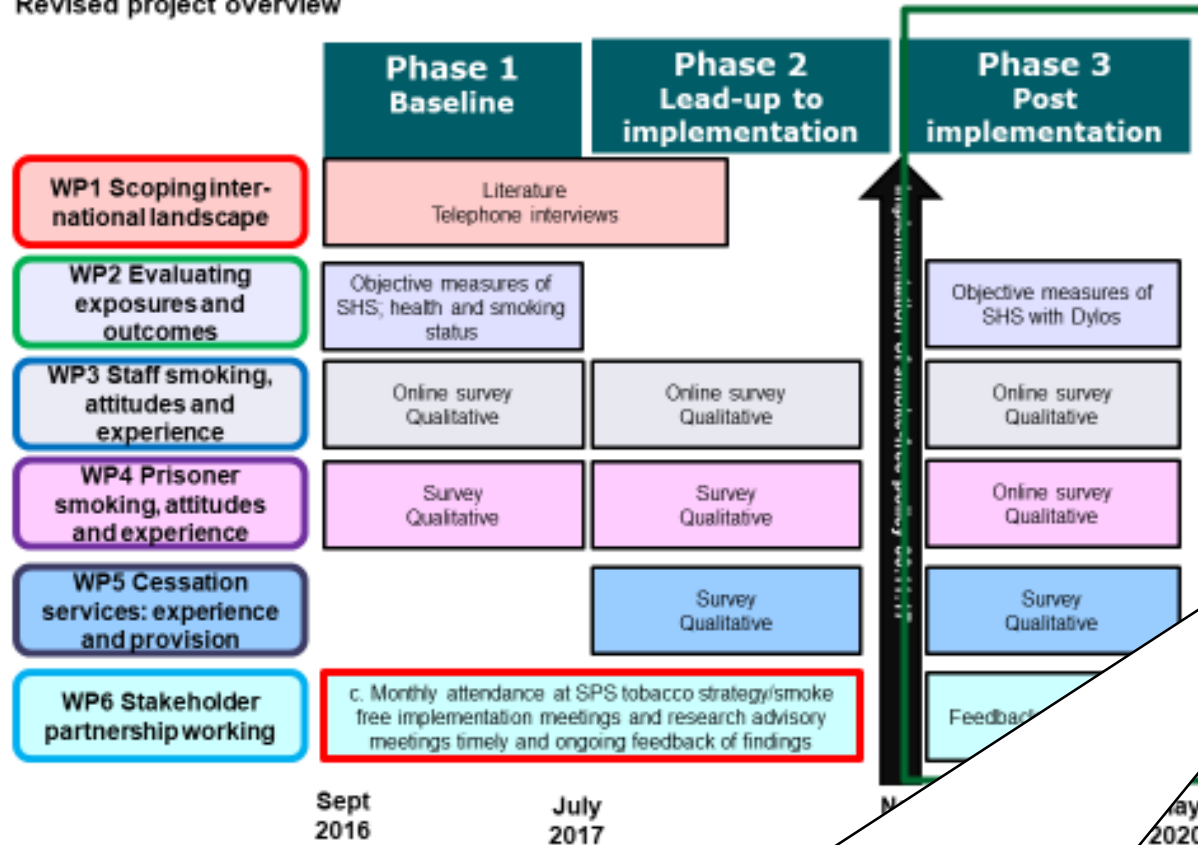 Revised project overview
Phase 1
Baseline
Phase 2
Lead-up to
implementation
Phase 3
Post
implementation
WP1 Scoping inter-
national landscape
Literature
Telephone interviews
WP2 Evaluating
exposures and
outcomes
Objective measures of
SHS; health and smoking
status
Objective measures of
SHS with Dylos
WP3 Staff smoking,
attitudes and
experience
Online survey
Qualitative
Online survey
Qualitative
Online survey
Qualitative
WP4 Prisoner
smoking, attitudes
and experience
Survey
Qualitative
Survey
Qualitative
Online survey
Qualitative
WP5 Cessation
services: experience
and provision
Survey
Qualitative
Survey
Qualitative
WP6 Stakeholder
partnership working
c. Monthly attendance at SPS tobacco strategy/smoke
free implementation meetings and research advisory
meetings timely and ongoing feedback of findings
Feedback
Sept
2016
July
2017
2020